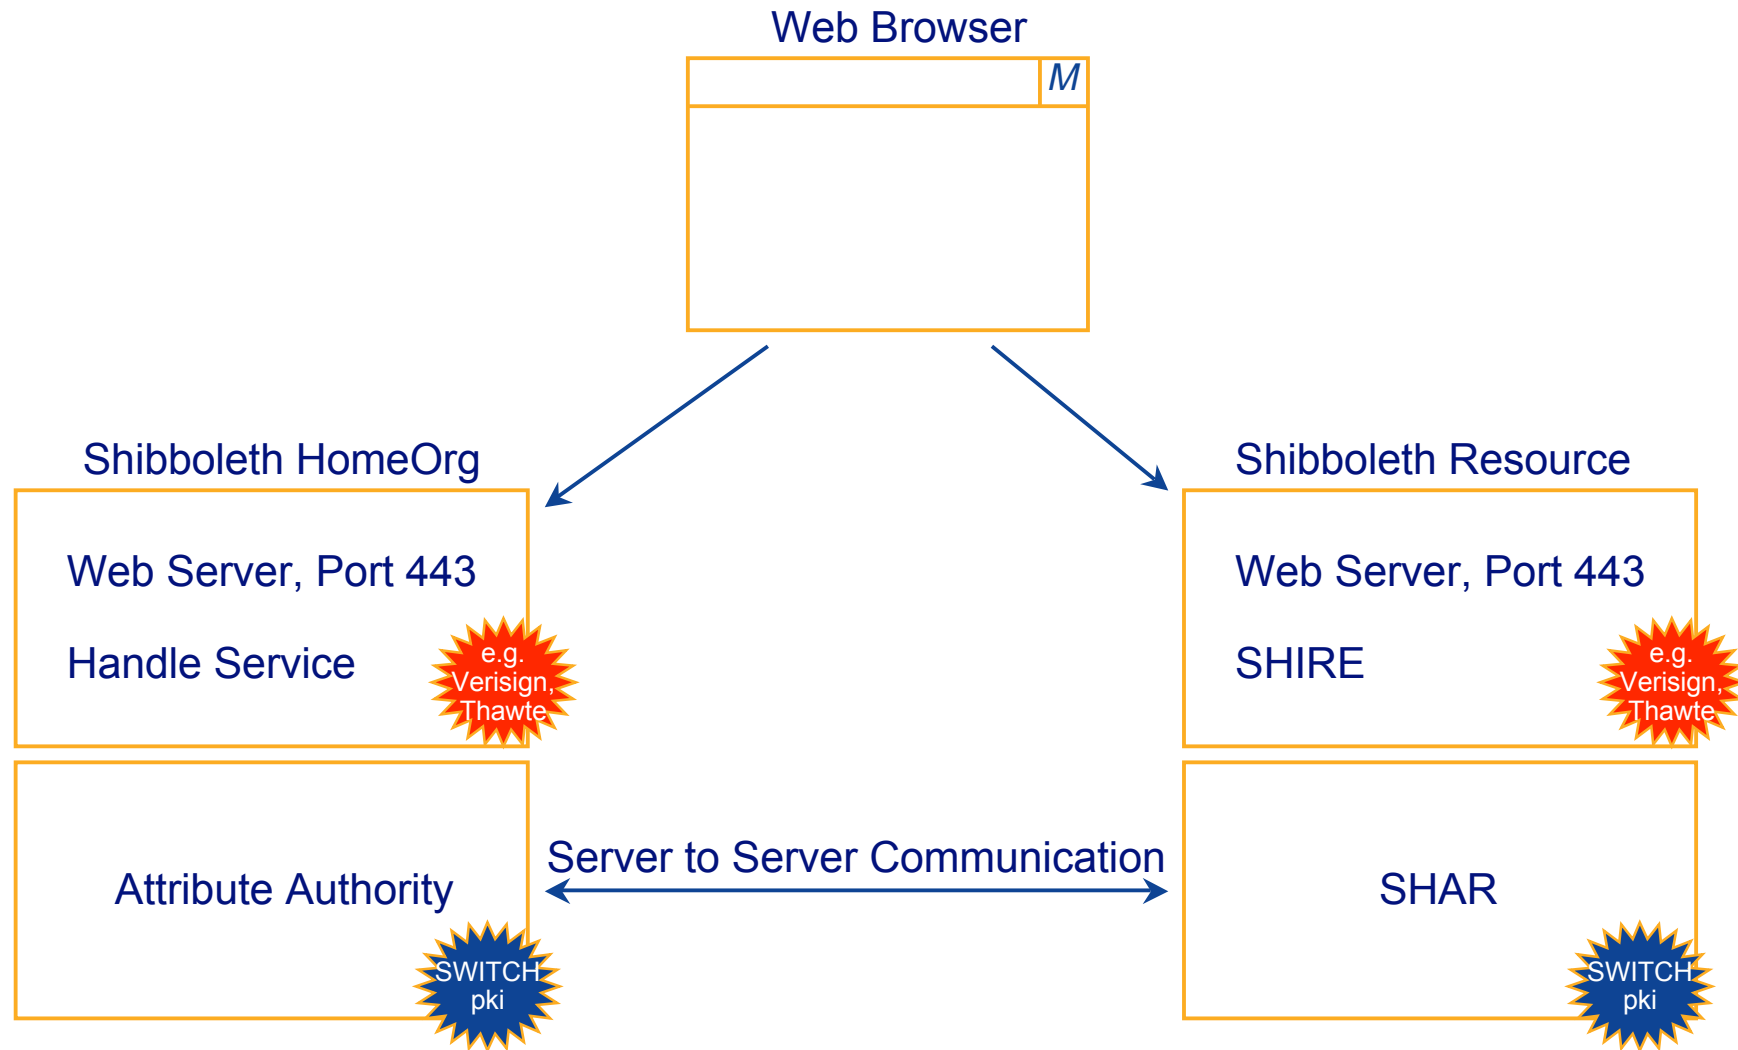 Web Browser
M
Shibboleth HomeOrg
Web Server, Port 443
Handle Service
e.g.
Verisign,
Thawte
Attribute Authority
SWITCH
pki
Server to Server Communication
Shibboleth Resource
Web Server, Port 443
SHIRE
e.g.
Verisign,
Thawte
SHAR
SWITCH
pki